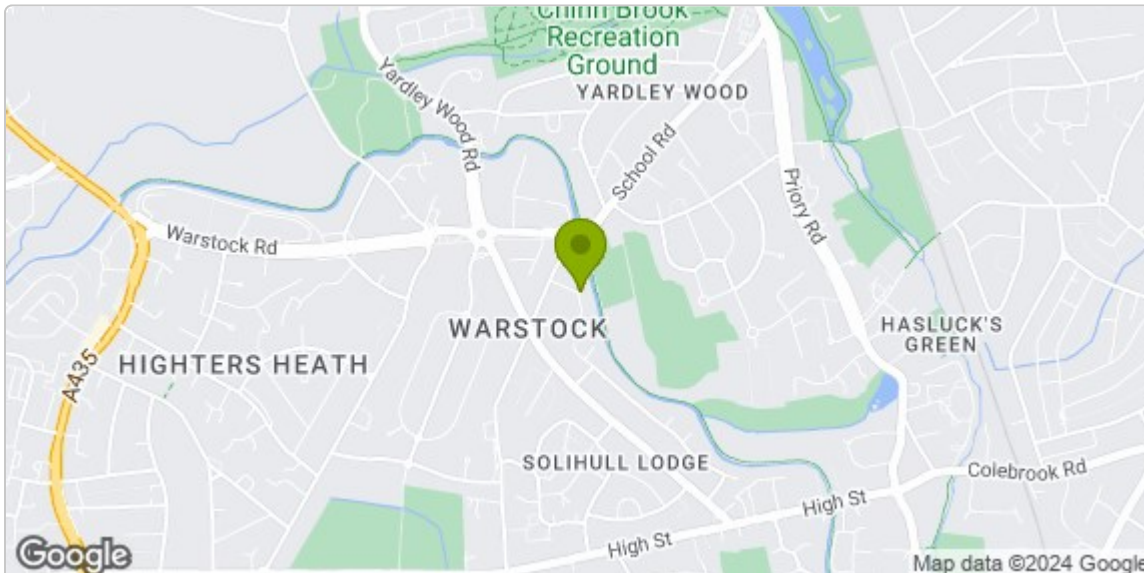 Chinn Brook
Recreation
Ground
YARDLEY WOOD
Yardley Wood Rd
School Rd
Priory Rd
Warstock Rd
WARSTOCK
HASLUCK'S
GREEN
HIGHTERS HEATH
A435
SOLIHULL LODGE
Colebrook Rd
High St
High St
Google
Map data ©2024 Google